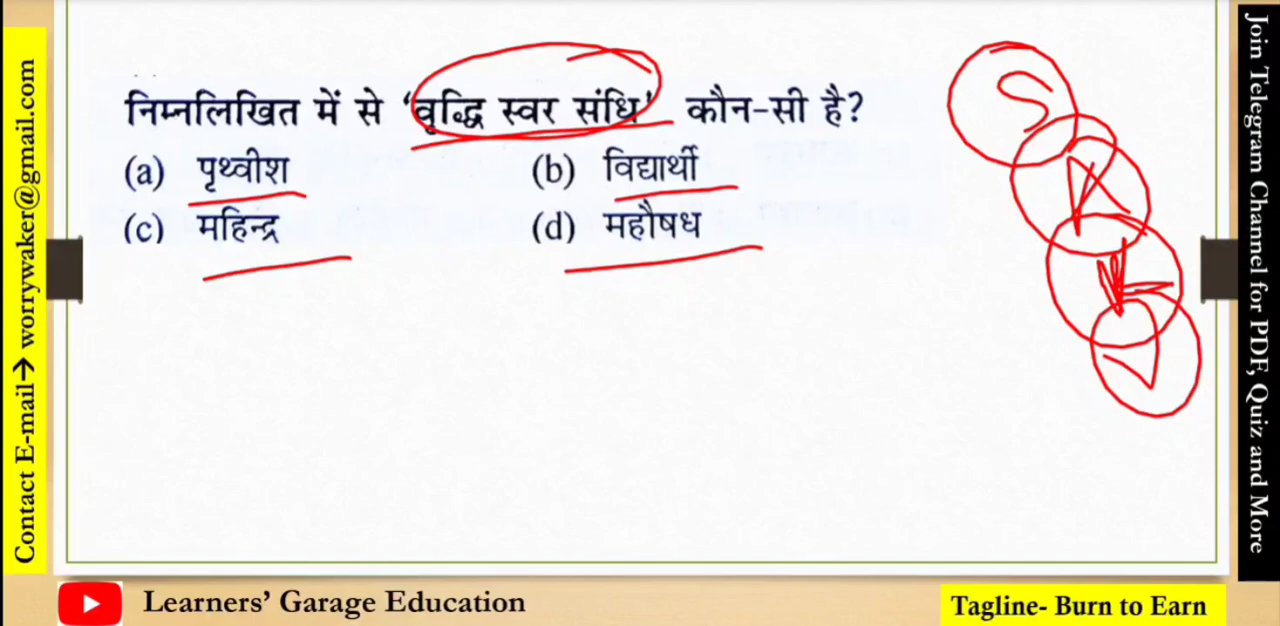 निम्नलिखित में से ‘वृद्धि स्वर संधि’ कौन-सी है?
(a) पृथ्वीश (b) विद्यार्थी
(c) महिन्द्र (d) महौषध
Contact E-mail→ worrywaker@gmail.com
Join Telegram Channel for PDF, Quiz and More
Learners’ Garage Education
Tagline- Burn to Earn